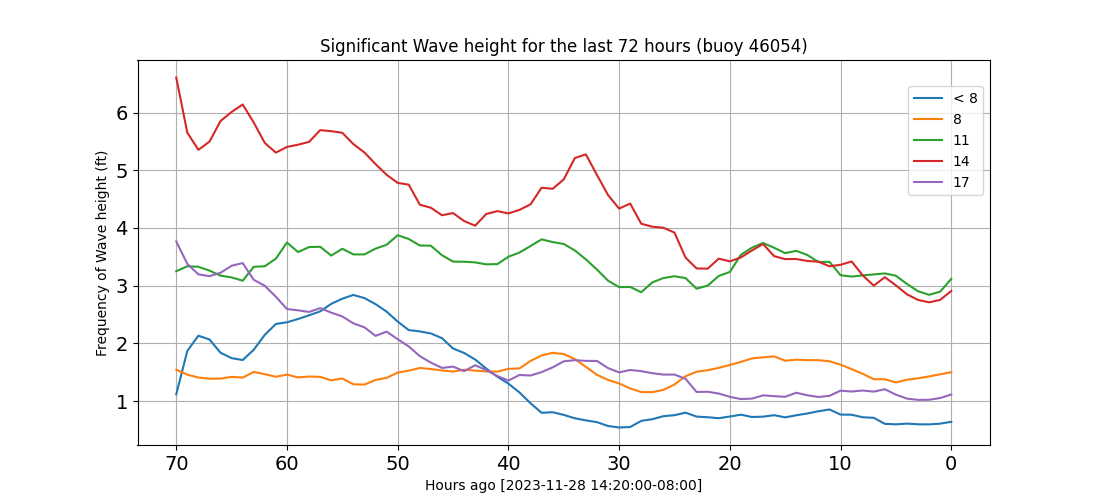 Significant Wave height for the last 72 hours (buoy 46054)
Frequency of Wave height (ft)
6
5
4
3
2
1
< 8
8
11
14
17
70 60 50 40 30 20 10 0
Hours ago [2023-11-28 14:20:00-08:00]